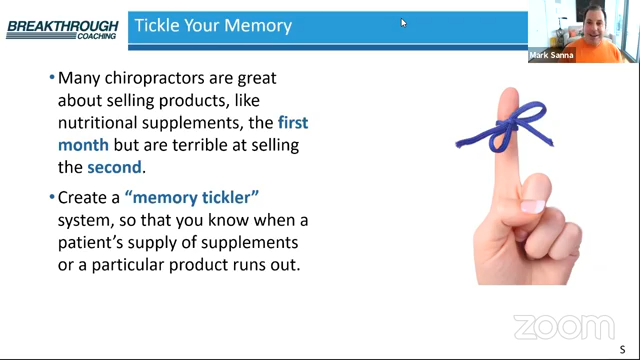 BREAKTHROUGH
COACHING
Tickle Your Memory
Mark Sanna
•Many chiropractors are great
about selling products, like
nutritional supplements, the first
month but are terrible at selling
the second.
•Create a “memory tickler”
system, so that you know when a
patient’s supply of supplements
or a particular product runs out.
zoom
S